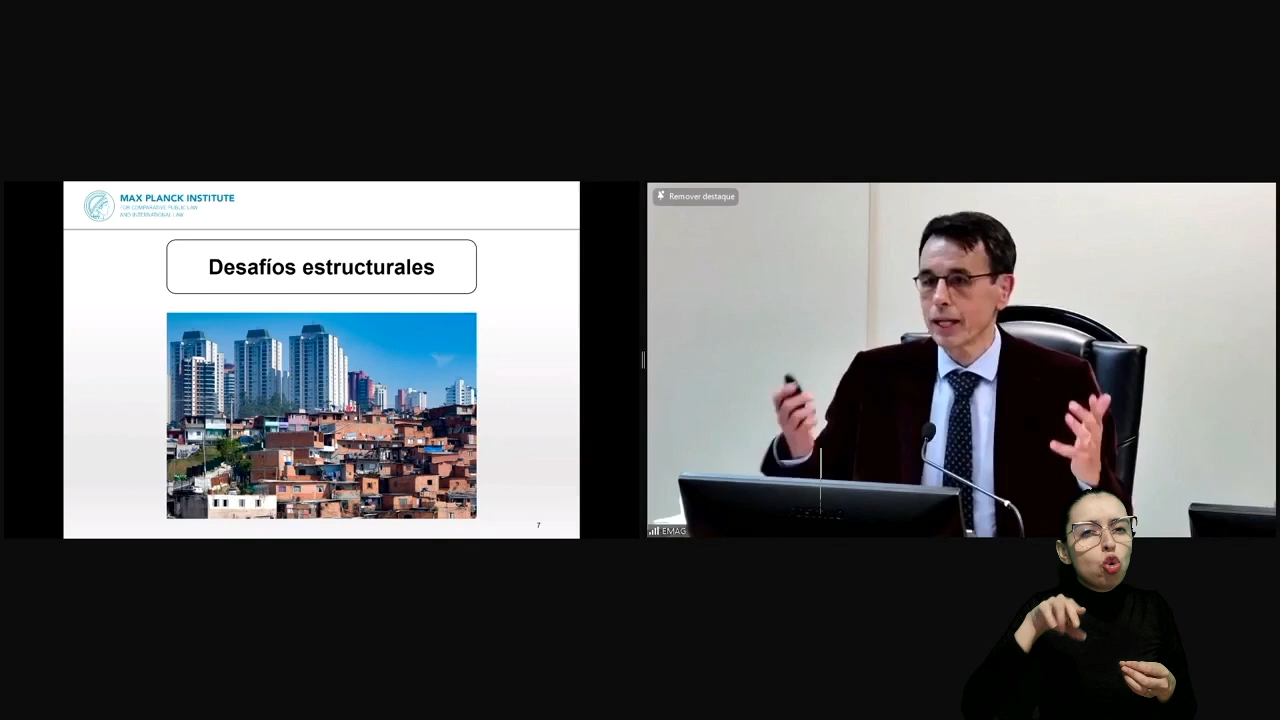 MAX PLANCK INSTITUTE
FOR COMPARATIVE PUBLIC LAW
AND INTERNATIONAL LAW
Desafíos estructurales
7
Remover destaque
EMAG